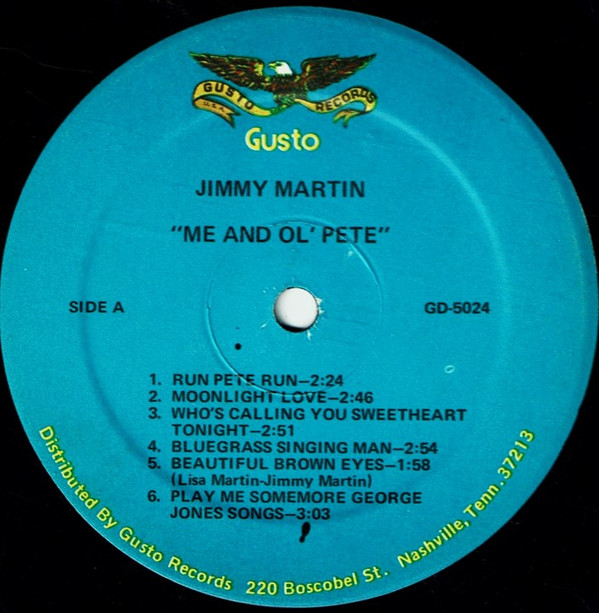 GUSTO RECORDS
U.S.A.
Gusto
JIMMY MARTIN
"ME AND OL' PETE"
SIDE A
GD-5024
1. RUN PETE RUN—2:24
2. MOONLIGHT LOVE—2:46
3. WHO'S CALLING YOU SWEETHEART
TONIGHT—2:51
4. BLUEGRASS SINGING MAN—2:54
5. BEAUTIFUL BROWN EYES—1:58
(Lisa Martin-Jimmy Martin)
6. PLAY ME SOMEMORE GEORGE
JONES SONGS—3:03
Distributed By Gusto Records 220 Boscobel St. Nashville, Tenn. 37213